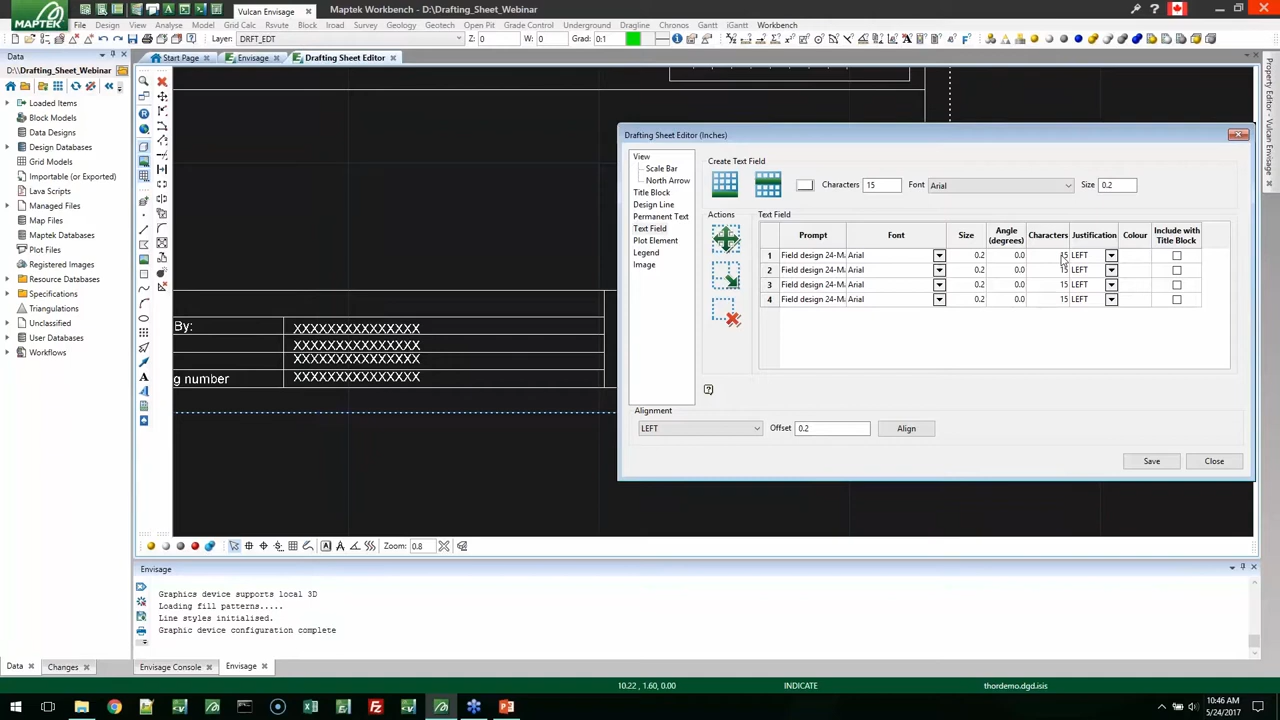 Vulcan Envisage
Maptek Workbench - D:\Drafting_Sheet_Webinar
MAPTEK
File Design View Analyse Model Grid Calc Rsvute Block Iroad Survey Geology Geotech Open Pit Grade Control Underground Dragline Chronos Gantt iGantt Workbench
Layer: DRFT_EDT Z: 0 W: 0 Grad: 0:1
Data
Start Page Envisage Drafting Sheet Editor
D:\Drafting_Sheet_Webinar
Loaded Items
Block Models
Data Designs
Design Databases
Grid Models
Importable (or Exported)
Lava Scripts
Managed Files
Map Files
Maptek Databases
Plot Files
Registered Images
Resource Databases
Specifications
Triangulations
Unclassified
User Databases
Workflows
By:
g number
XXXXXXXXXXXXXXX
XXXXXXXXXXXXXXX
XXXXXXXXXXXXXXX
XXXXXXXXXXXXXXX
Drafting Sheet Editor (Inches)
View
Scale Bar
North Arrow
Title Block
Design Line
Permanent Text
Text Field
Plot Element
Legend
Image
Create Text Field
Characters 15 Font Arial Size 0.2
Actions
Text Field
Prompt Font Size Angle (degrees) Characters Justification Colour Include with Title Block
1 Field design 24-Ma Arial 0.2 0.0 15 LEFT
2 Field design 24-Ma Arial 0.2 0.0 15 LEFT
3 Field design 24-Ma Arial 0.2 0.0 15 LEFT
4 Field design 24-Ma Arial 0.2 0.0 15 LEFT
Alignment
LEFT Offset 0.2 Align
Save Close
Property Editor - Vulcan Envisage
Zoom: 0.8
Envisage
Graphics device supports local 3D
Loading fill patterns.....
Line styles initialised.
Graphic device configuration complete
Data Changes Envisage Console Envisage
10.22 , 1.60, 0.00 INDICATE thordemo.dgd.isis
10:46 AM
5/24/2017